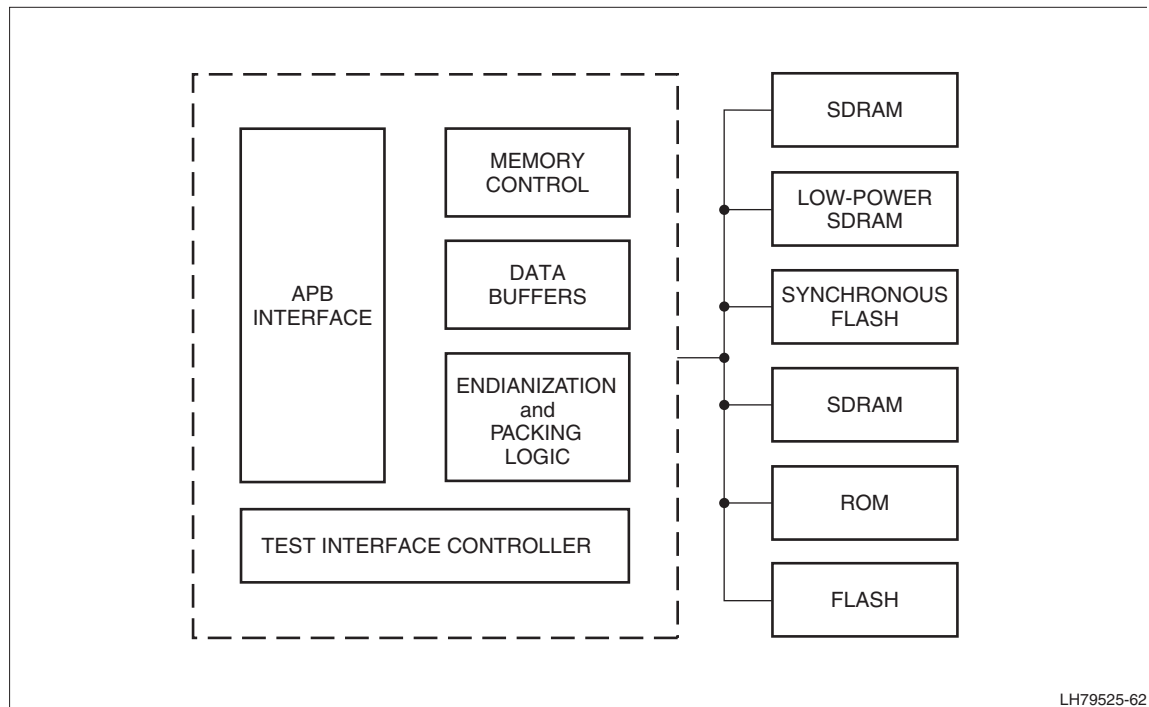 APB
INTERFACE
MEMORY
CONTROL
DATA
BUFFERS
ENDIANIZATION
and
PACKING
LOGIC
TEST INTERFACE CONTROLLER
SDRAM
LOW-POWER
SDRAM
SYNCHRONOUS
FLASH
SDRAM
ROM
FLASH
LH79525-62